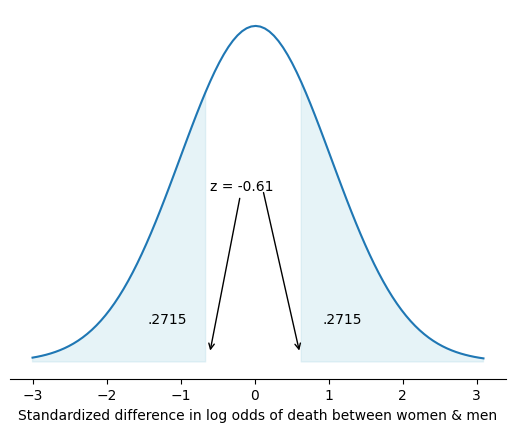 z = -0.61
.2715 .2715
−3 −2 −1 0 1 2 3
Standardized difference in log odds of death between women & men